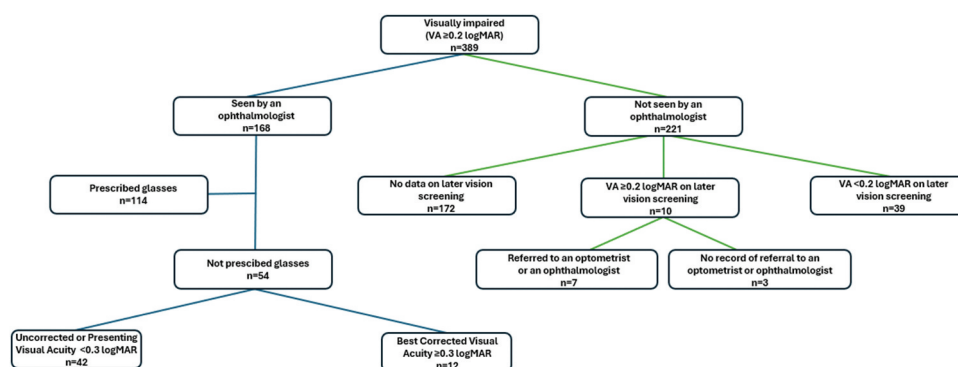 Visually impaired
(VA ≥0.2 logMAR)
n=389
Seen by an
ophthalmologist
n=168
Not seen by an
ophthalmologist
n=221
Prescribed glasses
n=114
No data on later vision
screening
n=172
VA ≥0.2 logMAR on later
vision screening
n=10
VA <0.2 logMAR on later
vision screening
n=39
Not prescibed glasses
n=54
Referred to an optometrist
or an ophthalmologist
n=7
No record of referral to an
optometrist or ophthalmologist
n=3
Uncorrected or Presenting
Visual Acuity <0.3 logMAR
n=42
Best Corrected Visual
Acuity ≥0.3 logMAR
n=12